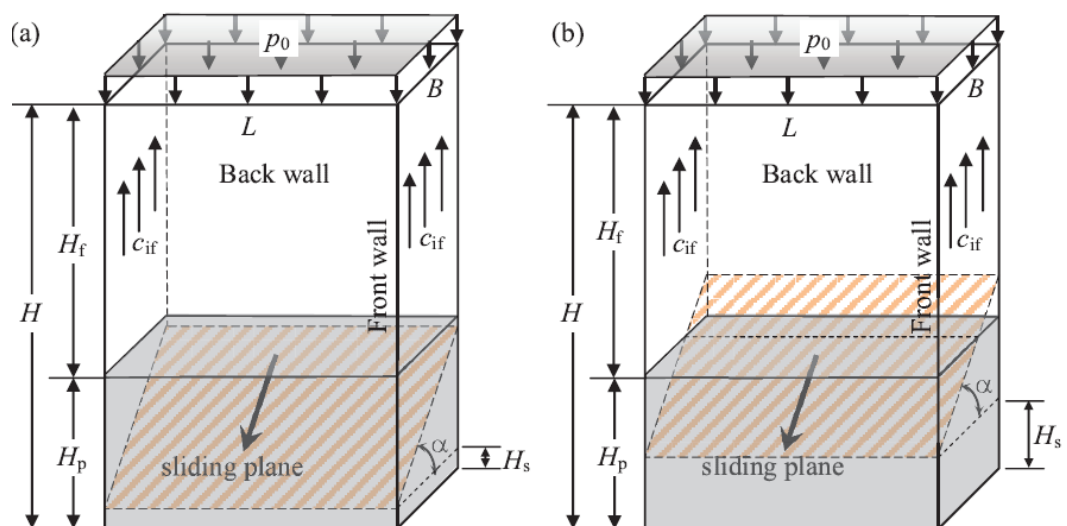 (a)
p0
B
L
Back wall
cif
cif
Hf
H
Front wall
Hp
α
Hs
sliding plane
(b)
p0
B
L
Back wall
cif
cif
Hf
H
Front wall
Hp
α
Hs
sliding plane